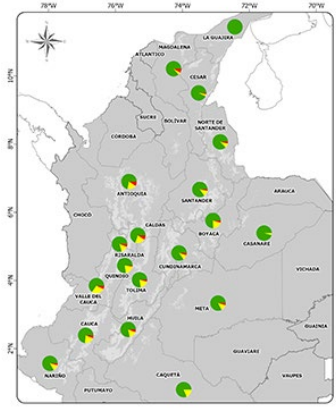 78°W 76°W 74°W 72°W 70°W
LA GUAJIRA
MAGDALENA
ATLANTICO
10°N
CESAR
SUCRE
BOLÍVAR
NORTE DE
SANTANDER
CORDOBA
8°N
ANTIOQUIA
SANTANDER
ARAUCA
6°N
CHOCO
CALDAS
BOYACA
CASANARE
RISARALDA
CUNDINAMARCA
QUINDIO
VICHADA
4°N
VALLE DEL
CAUCA
TOLIMA
META
CAUCA
HUILA
GUAINIA
2°N
GUAVIARE
NARIÑO
CAQUETÁ
VAUPES
PUTUMAYO